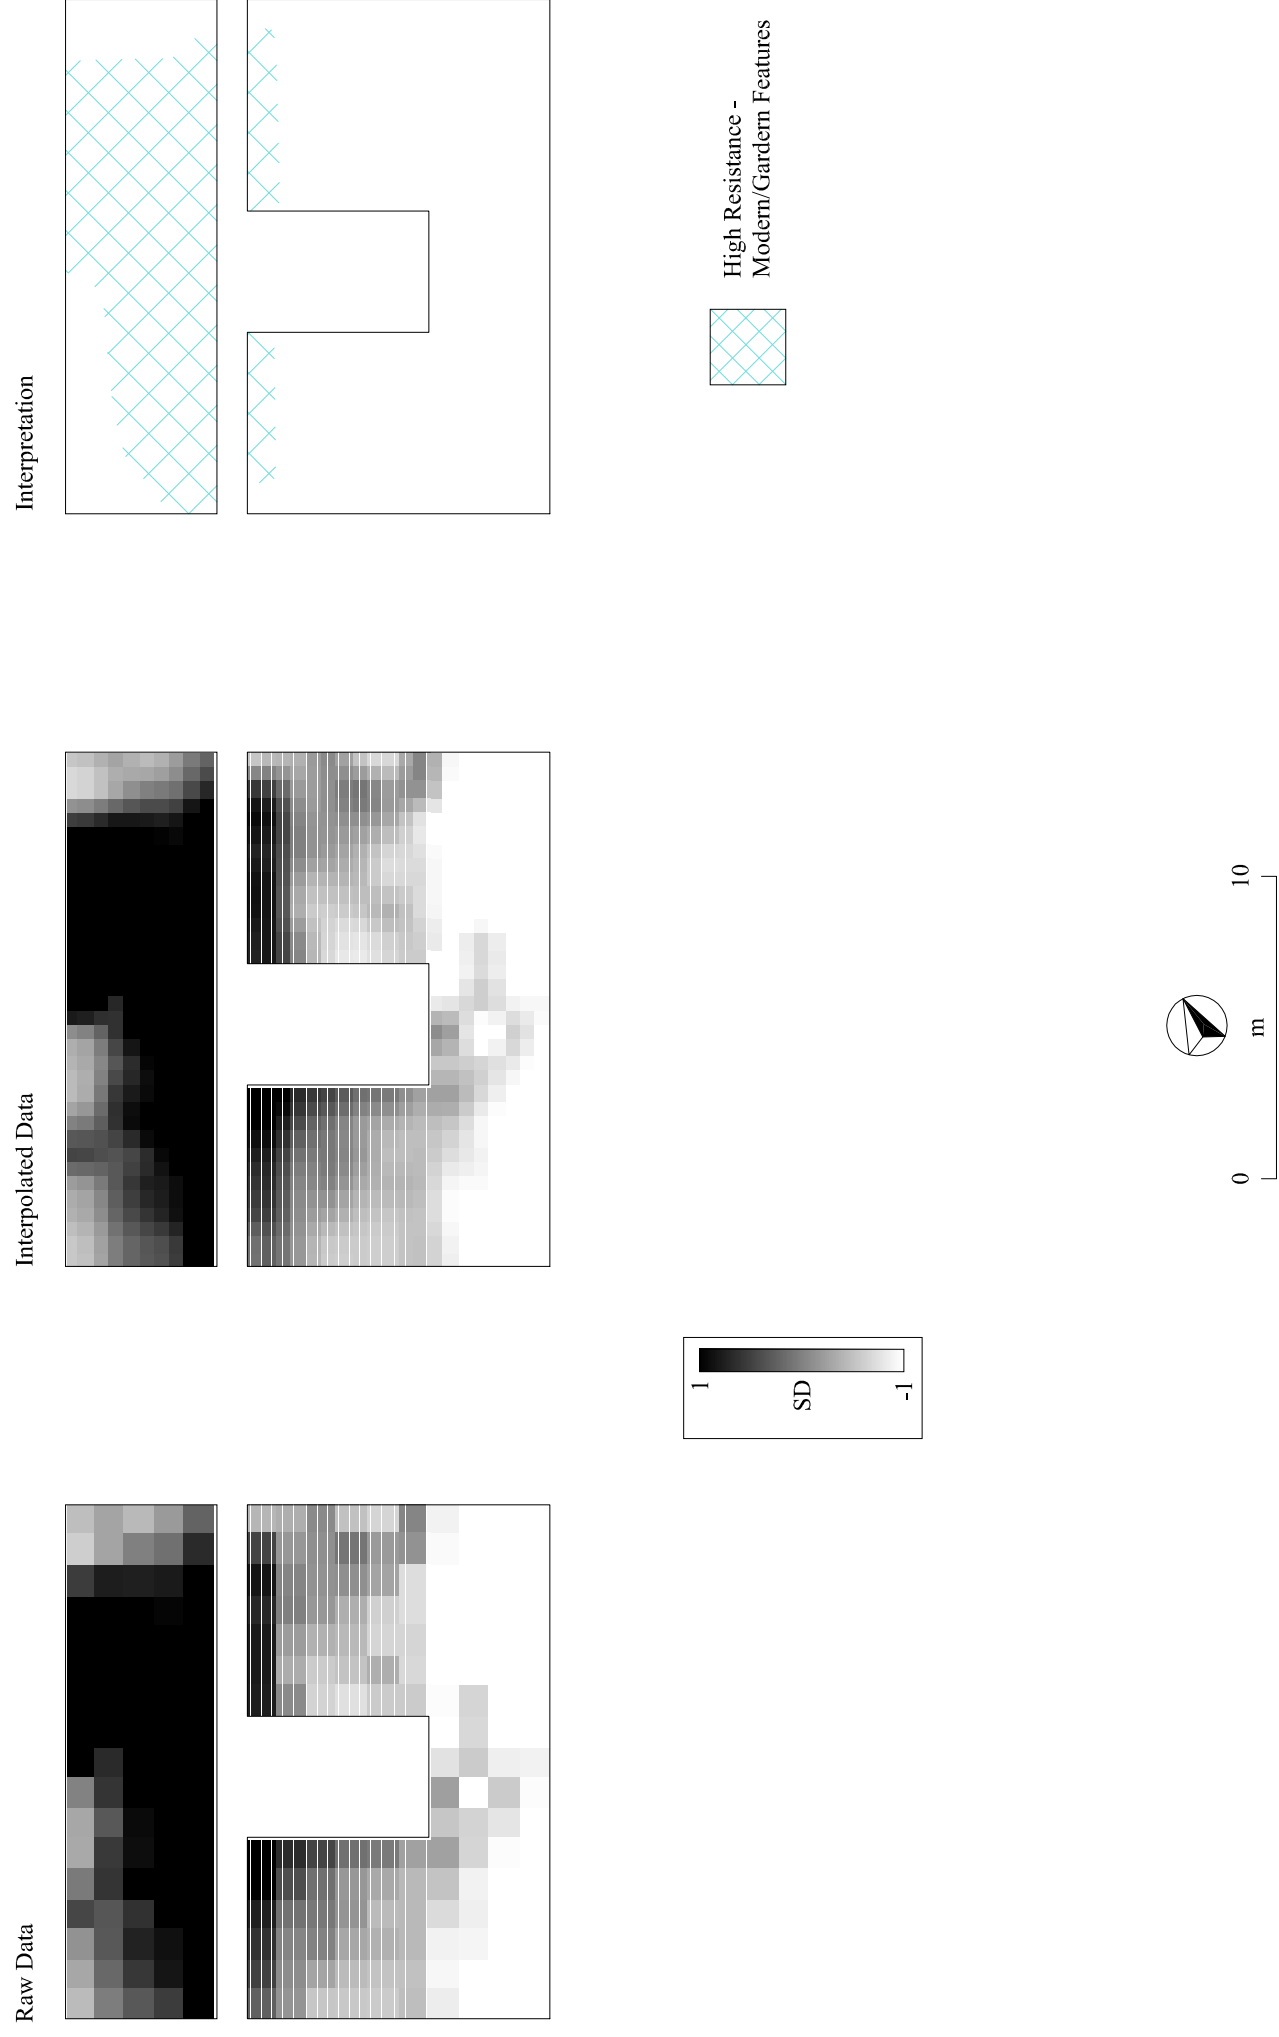 Raw Data
Interpolated Data
Interpretation
1
SD
-1
High Resistance -
Modern/Gardern Features
0
m
10